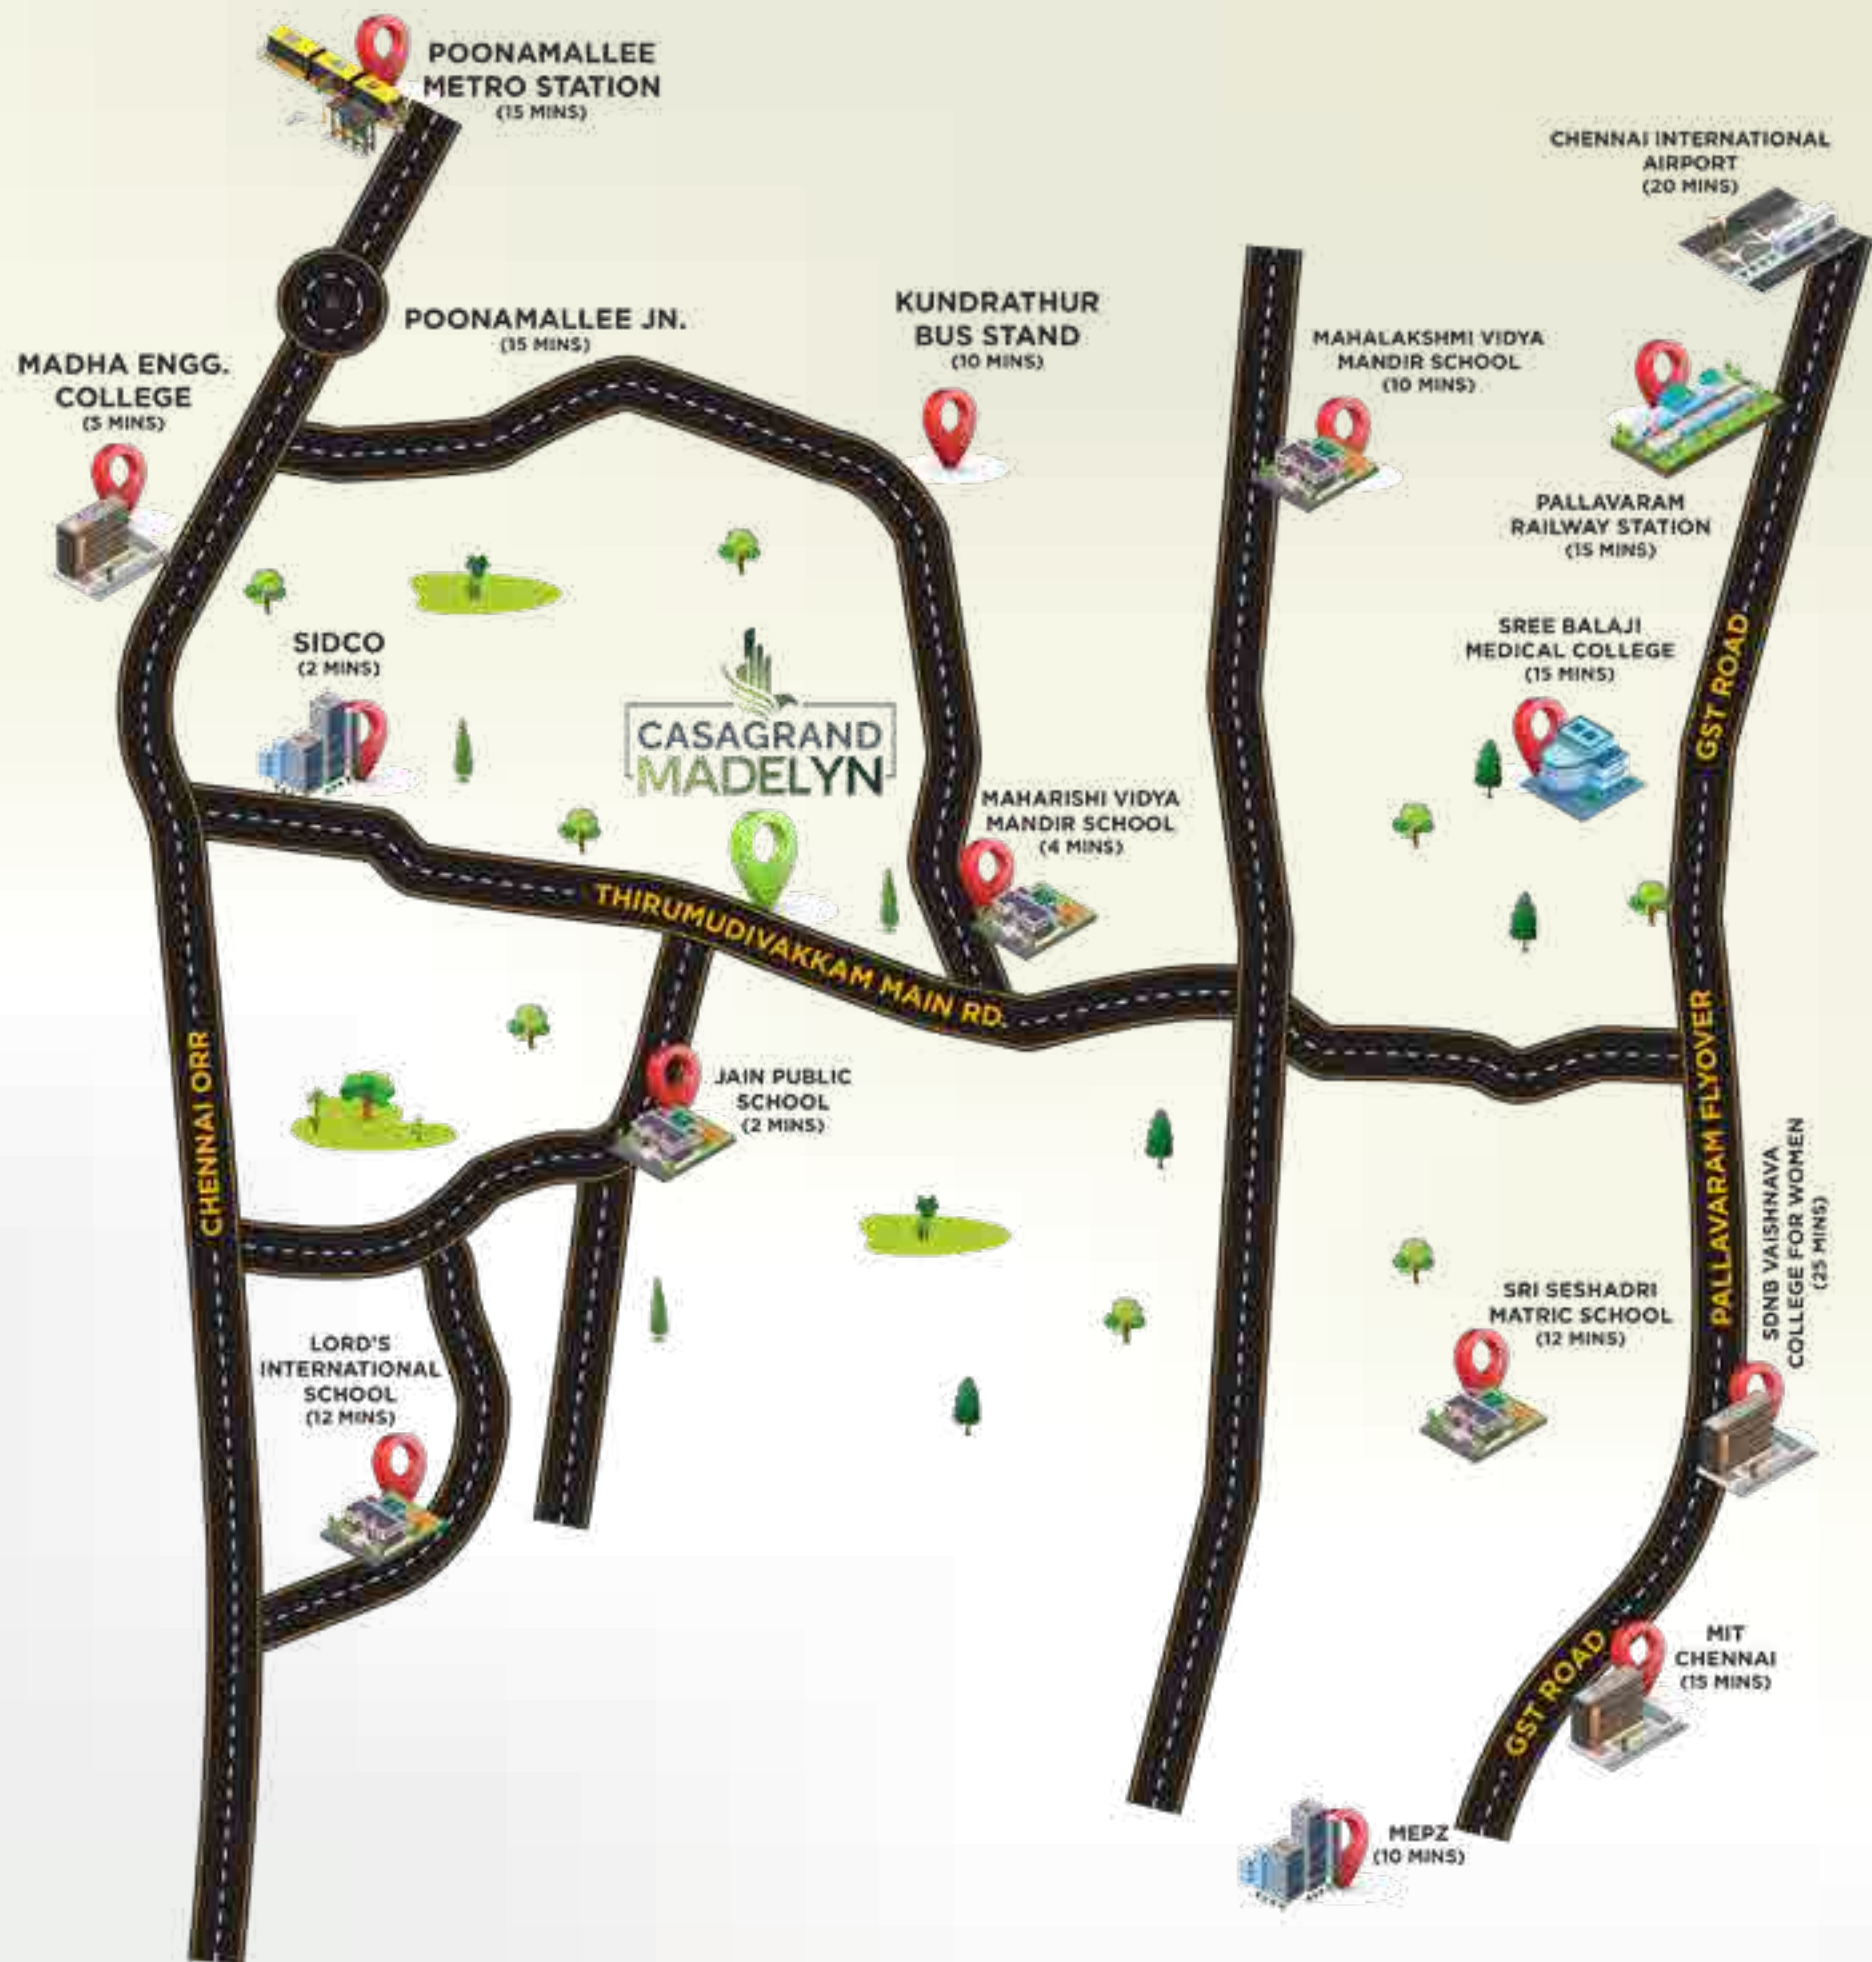 POONAMALLEE
METRO STATION
(15 MINS)
CHENNAI INTERNATIONAL
AIRPORT
(20 MINS)
POONAMALLEE JN.
(15 MINS)
KUNDRATHUR
BUS STAND
(10 MINS)
MAHALAKSHMI VIDYA
MANDIR SCHOOL
(10 MINS)
MADHA ENGG.
COLLEGE
(5 MINS)
PALLAVARAM
RAILWAY STATION
(15 MINS)
SIDCO
(2 MINS)
SREE BALAJI
MEDICAL COLLEGE
(15 MINS)
GST ROAD
CASAGRAND
MADELYN
MAHARISHI VIDYA
MANDIR SCHOOL
(4 MINS)
THIRUMUDIVAKKAM MAIN RD.
CHENNAI ORR
JAIN PUBLIC
SCHOOL
(2 MINS)
PALLAVARAM FLYOVER
SDNB VAISHNAVA
COLLEGE FOR WOMEN
(25 MINS)
SRI SESHADRI
MATRIC SCHOOL
(12 MINS)
LORD'S
INTERNATIONAL
SCHOOL
(12 MINS)
GST ROAD
MIT
CHENNAI
(15 MINS)
MEPZ
(10 MINS)